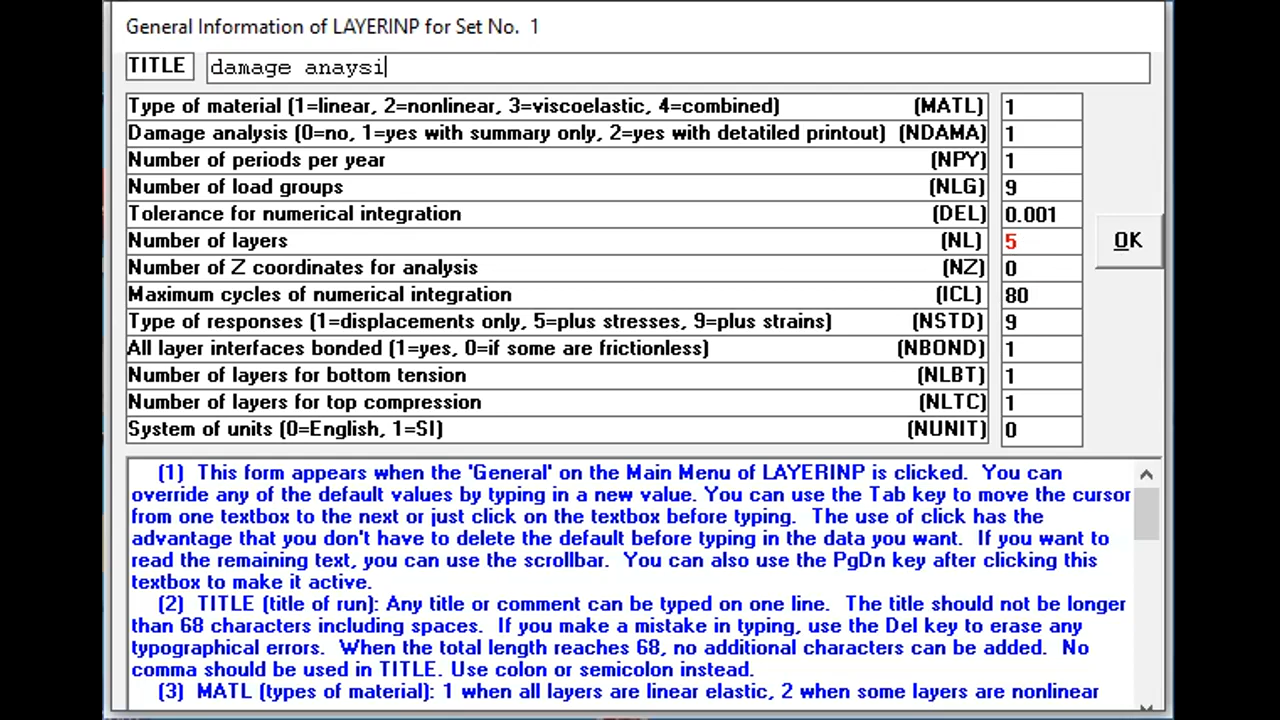 General Information of LAYERINP for Set No. 1
TITLE damage anaysi
Type of material (1=linear, 2=nonlinear, 3=viscoelastic, 4=combined) (MATL) 1
Damage analysis (0=no, 1=yes with summary only, 2=yes with detatiled printout) (NDAMA) 1
Number of periods per year (NPY) 1
Number of load groups (NLG) 9
Tolerance for numerical integration (DEL) 0.001
Number of layers (NL) 5
OK
Number of Z coordinates for analysis (NZ) 0
Maximum cycles of numerical integration (ICL) 80
Type of responses (1=displacements only, 5=plus stresses, 9=plus strains) (NSTD) 9
All layer interfaces bonded (1=yes, 0=if some are frictionless) (NBOND) 1
Number of layers for bottom tension (NLBT) 1
Number of layers for top compression (NLTC) 1
System of units (0=English, 1=SI) (NUNIT) 0
(1) This form appears when the 'General' on the Main Menu of LAYERINP is clicked. You can
override any of the default values by typing in a new value. You can use the Tab key to move the cursor
from one textbox to the next or just click on the textbox before typing. The use of click has the
advantage that you don't have to delete the default before typing in the data you want. If you want to
read the remaining text, you can use the scrollbar. You can also use the PgDn key after clicking this
textbox to make it active.
(2) TITLE (title of run): Any title or comment can be typed on one line. The title should not be longer
than 68 characters including spaces. If you make a mistake in typing, use the Del key to erase any
typographical errors. When the total length reaches 68, no additional characters can be added. No
comma should be used in TITLE. Use colon or semicolon instead.
(3) MATL (types of material): 1 when all layers are linear elastic, 2 when some layers are nonlinear